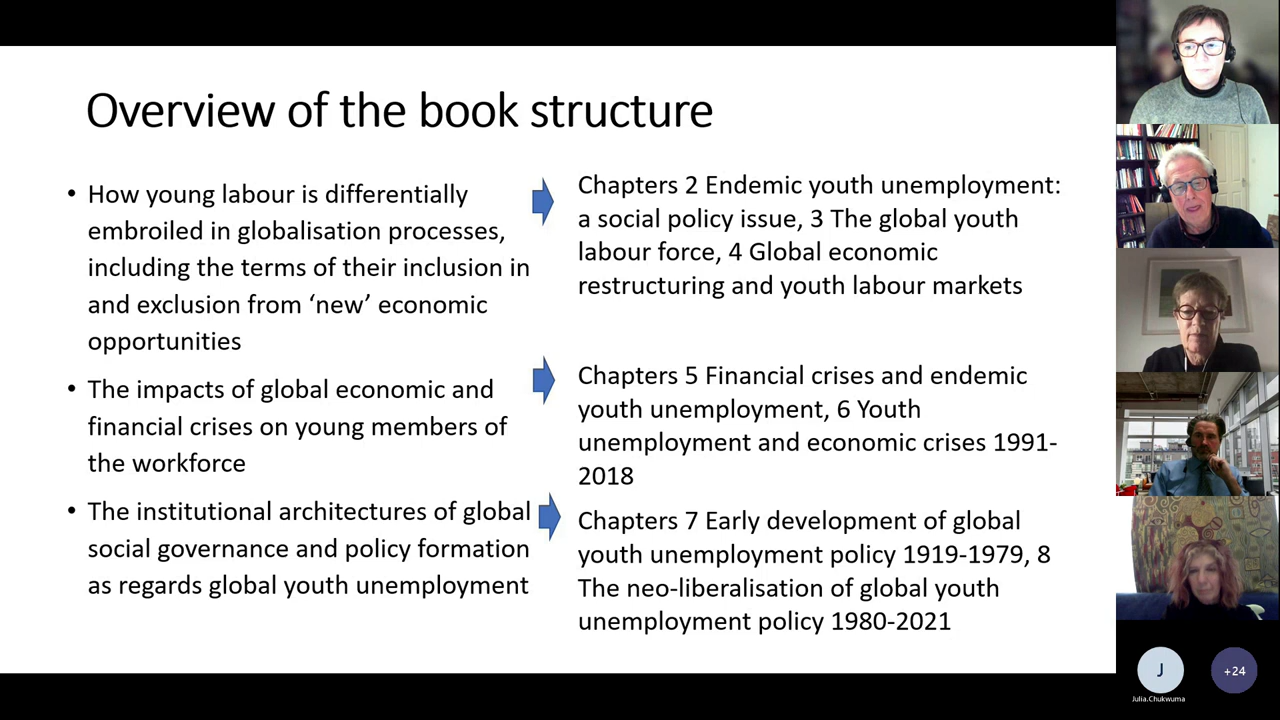 Overview of the book structure
• How young labour is differentially
embroiled in globalisation processes,
including the terms of their inclusion in
and exclusion from ‘new’ economic
opportunities
• The impacts of global economic and
financial crises on young members of
the workforce
• The institutional architectures of global
social governance and policy formation
as regards global youth unemployment
Chapters 2 Endemic youth unemployment:
a social policy issue, 3 The global youth
labour force, 4 Global economic
restructuring and youth labour markets
Chapters 5 Financial crises and endemic
youth unemployment, 6 Youth
unemployment and economic crises 1991-
2018
Chapters 7 Early development of global
youth unemployment policy 1919-1979, 8
The neo-liberalisation of global youth
unemployment policy 1980-2021
J
Julia.Chukwuma
+24